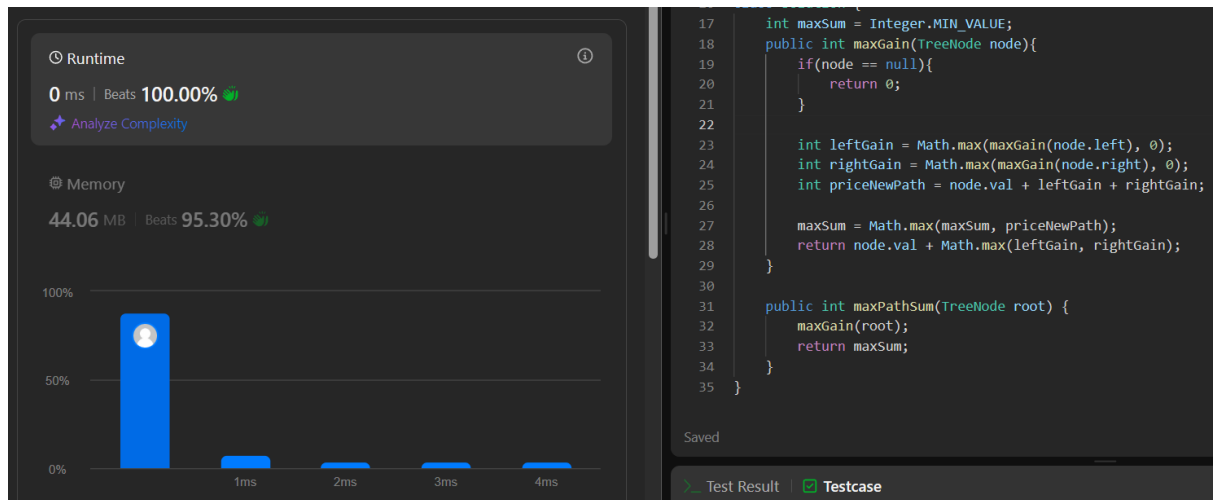 Runtime
0 ms | Beats 100.00%
Analyze Complexity
Memory
44.06 MB | Beats 95.30%
100%
50%
0%
1ms
2ms
3ms
4ms
17 int maxSum = Integer.MIN_VALUE;
18 public int maxGain(TreeNode node){
19 if(node == null){
20 return 0;
21 }
22
23 int leftGain = Math.max(maxGain(node.left), 0);
24 int rightGain = Math.max(maxGain(node.right), 0);
25 int priceNewPath = node.val + leftGain + rightGain;
26
27 maxSum = Math.max(maxSum, priceNewPath);
28 return node.val + Math.max(leftGain, rightGain);
29 }
30
31 public int maxPathSum(TreeNode root) {
32 maxGain(root);
33 return maxSum;
34 }
35 }
Saved
>_ Test Result | Testcase